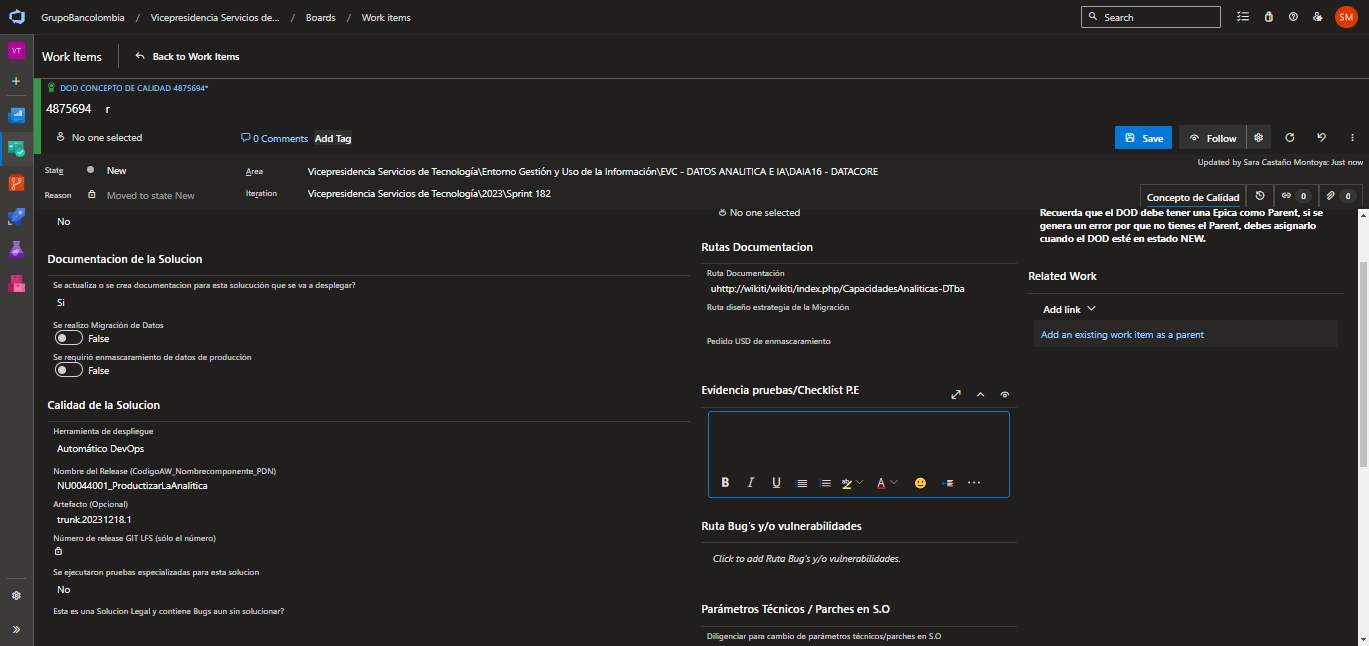 GrupoBancolombia / Vicepresidencia Servicios de... / Boards / Work items
Search
SM
VT
Work Items
Back to Work Items
DOD CONCEPTO DE CALIDAD 4875694*
4875694 r
No one selected
0 Comments
Add Tag
Save
Follow
State New
Area Vicepresidencia Servicios de Tecnología\Entorno Gestión y Uso de la Información\EVC - DATOS ANALITICA E IA\DAIA16 - DATACORE
Updated by Sara Castaño Montoya: Just now
Reason Moved to state New
Iteration Vicepresidencia Servicios de Tecnología\2023\Sprint 182
Concepto de Calidad
0
0
No
Documentacion de la Solucion
Se actualiza o se crea documentacion para esta solucución que se va a desplegar?
Si
Se realizo Migración de Datos
False
Se requirió enmascaramiento de datos de producción
False
Calidad de la Solucion
Herramienta de despliegue
Automático DevOps
Nombre del Release (CodigoAW_Nombrecomponente_PDN)
NU0044001_ProductizarLaAnalitica
Artefacto (Opcional)
trunk.20231218.1
Número de release GIT LFS (sólo el número)
Se ejecutaron pruebas especializadas para esta solucion
No
Esta es una Solucion Legal y contiene Bugs aun sin solucionar?
No one selected
Rutas Documentacion
Ruta Documentación
uhttp://wikiti/wikiti/index.php/CapacidadesAnaliticas-DTba
Ruta diseño estrategia de la Migración
Pedido USD de enmascaramiento
Evidencia pruebas/Checklist P.E
B I U A
Ruta Bug's y/o vulnerabilidades
Click to add Ruta Bug's y/o vulnerabilidades.
Parámetros Técnicos / Parches en S.O
Diligenciar para cambio de parámetros técnicos/parches en S.O
Recuerda que el DOD debe tener una Epica como Parent, si se
genera un error por que no tienes el Parent, debes asignarlo
cuando el DOD esté en estado NEW.
Related Work
Add link
Add an existing work item as a parent